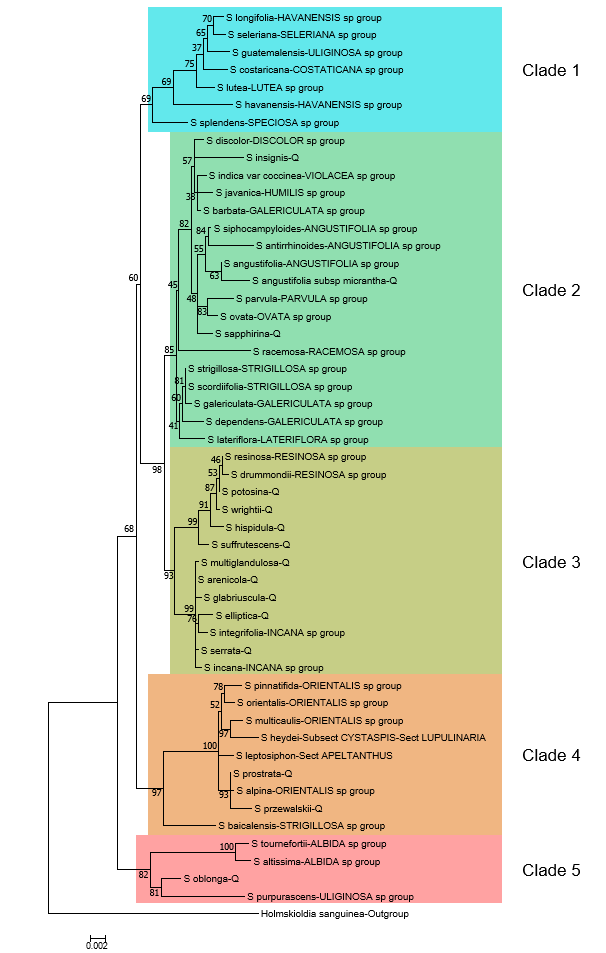 70
S longifolia-HAVANENSIS sp group
65
S seleriana-SELERIANA sp group
37
S guatemalensis-ULIGINOSA sp group
75
S costaricana-COSTATICANA sp group
Clade 1
69
S lutea-LUTEA sp group
69
S havanensis-HAVANENSIS sp group
S splendens-SPECIOSA sp group
S discolor-DISCOLOR sp group
57
S insignis-Q
S indica var coccinea-VIOLACEA sp group
38
S javanica-HUMILIS sp group
S barbata-GALERICULATA sp group
82
84
S siphocampyloides-ANGUSTIFOLIA sp group
55
S antirrhinoides-ANGUSTIFOLIA sp group
S angustifolia-ANGUSTIFOLIA sp group
63
60
45
S angustifolia subsp micrantha-Q
Clade 2
48
S parvula-PARVULA sp group
83
S ovata-OVATA sp group
S sapphirina-Q
85
S racemosa-RACEMOSA sp group
S strigillosa-STRIGILLOSA sp group
81
S scordiifolia-STRIGILLOSA sp group
60
S galericulata-GALERICULATA sp group
41
S dependens-GALERICULATA sp group
S lateriflora-LATERIFLORA sp group
46
S resinosa-RESINOSA sp group
98
53
S drummondii-RESINOSA sp group
87
S potosina-Q
91
S wrightii-Q
99
S hispidula-Q
68
S suffrutescens-Q
S multiglandulosa-Q
Clade 3
93
S arenicola-Q
S glabriuscula-Q
99
76
S elliptica-Q
S integrifolia-INCANA sp group
S serrata-Q
S incana-INCANA sp group
78
S pinnatifida-ORIENTALIS sp group
52
S orientalis-ORIENTALIS sp group
S multicaulis-ORIENTALIS sp group
97
S heydei-Subsect CYSTASPIS-Sect LUPULINARIA
100
S leptosiphon-Sect APELTANTHUS
Clade 4
S prostrata-Q
97
93
S alpina-ORIENTALIS sp group
S przewalskii-Q
S baicalensis-STRIGILLOSA sp group
100
S tournefortii-ALBIDA sp group
S altissima-ALBIDA sp group
Clade 5
82
S oblonga-Q
81
S purpurascens-ULIGINOSA sp group
Holmskioldia sanguinea-Outgroup
0.002